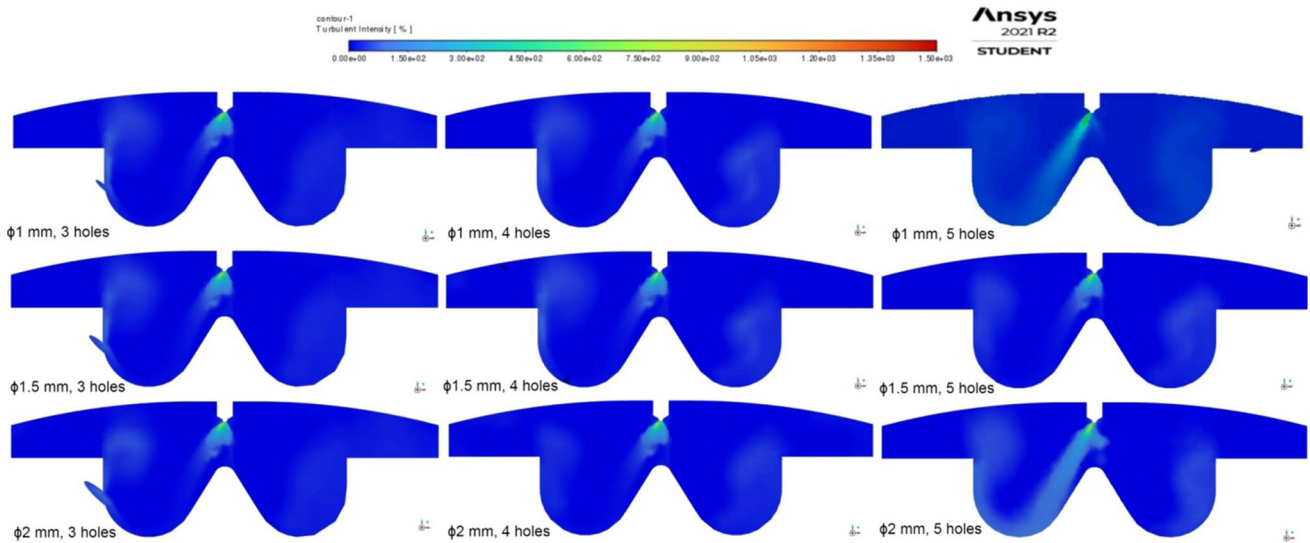 contour-1
Turbulent Intensity [ % ]
0.00e+00 1.50e+02 3.00e+02 4.50e+02 6.00e+02 7.50e+02 9.00e+02 1.05e+03 1.20e+03 1.35e+03 1.50e+03
Ansys
2021 R2
STUDENT
ϕ1 mm, 3 holes
ϕ1 mm, 4 holes
ϕ1 mm, 5 holes
ϕ1.5 mm, 3 holes
ϕ1.5 mm, 4 holes
ϕ1.5 mm, 5 holes
ϕ2 mm, 3 holes
ϕ2 mm, 4 holes
ϕ2 mm, 5 holes